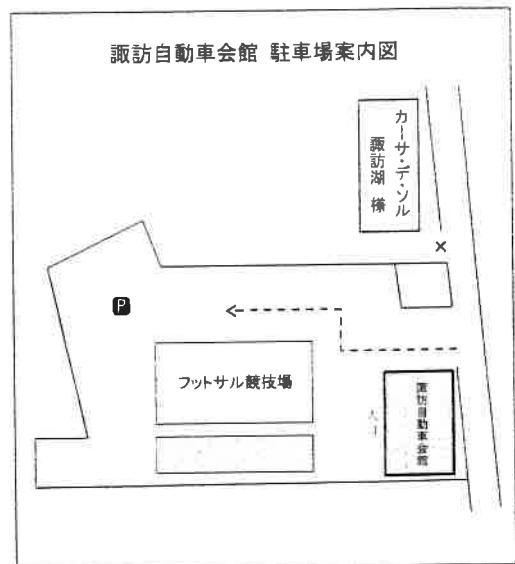 諏訪自動車会館 駐車場案内図
カーサ・デ・ソル
諏訪湖 様
×
P
フットサル競技場
諏訪自動車会館
入口